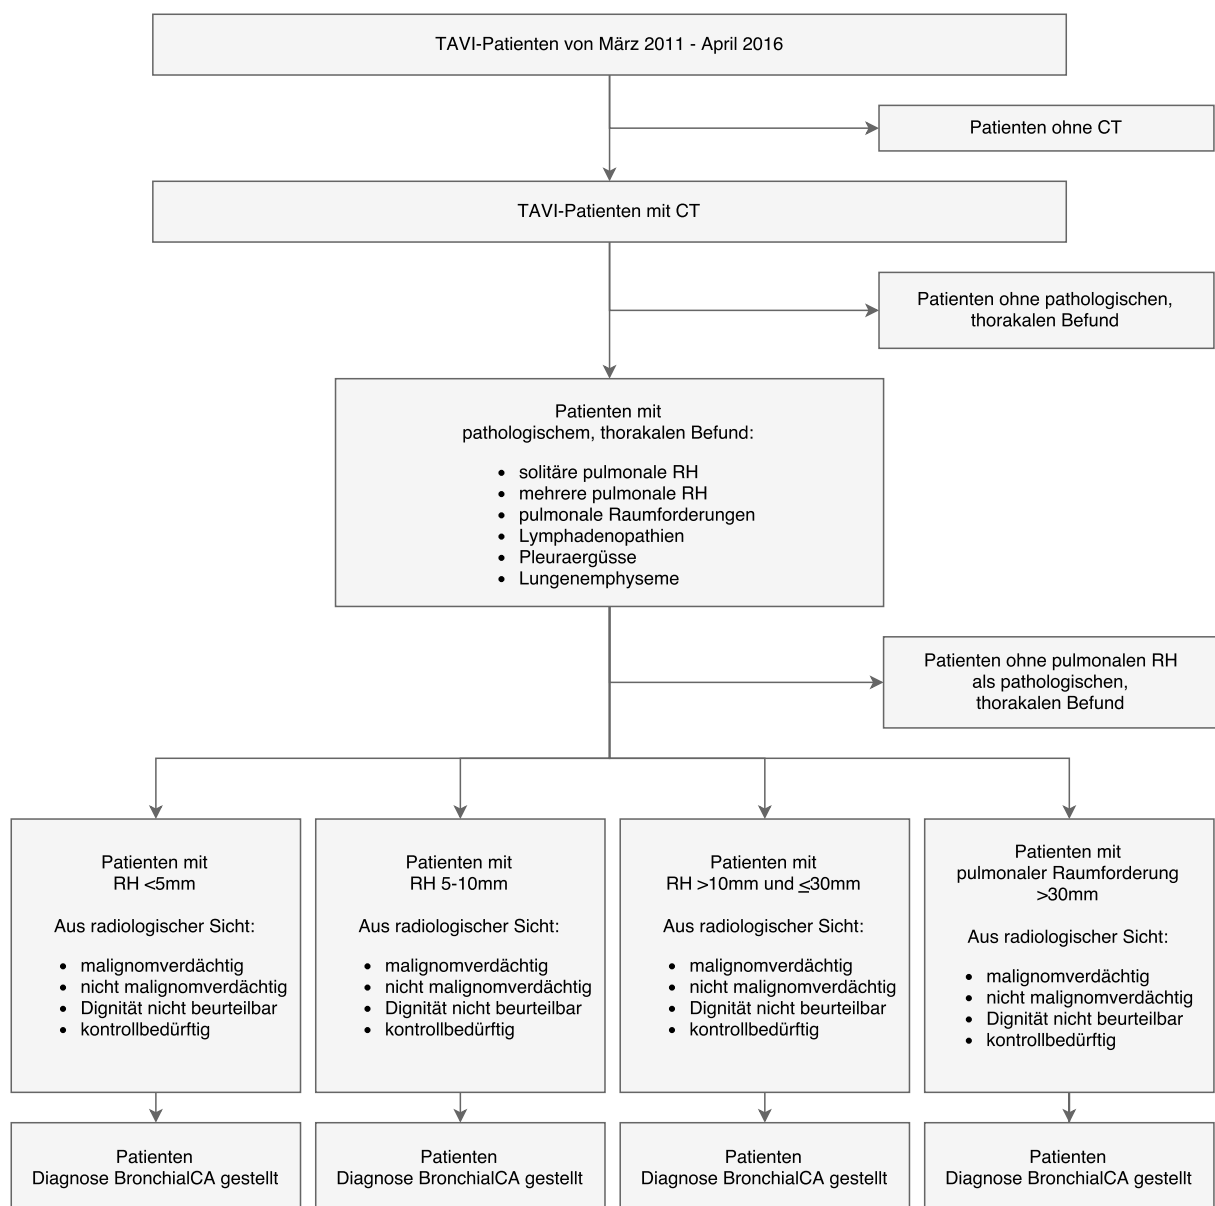 TAVI-Patienten von März 2011 - April 2016
Patienten ohne CT
TAVI-Patienten mit CT
Patienten ohne pathologischen,
thorakalen Befund
Patienten mit
pathologischem, thorakalen Befund:
• solitäre pulmonale RH
• mehrere pulmonale RH
• pulmonale Raumforderungen
• Lymphadenopathien
• Pleuraergüsse
• Lungenemphyseme
Patienten ohne pulmonalen RH
als pathologischen,
thorakalen Befund
Patienten mit
RH <5mm
Aus radiologischer Sicht:
• malignomverdächtig
• nicht malignomverdächtig
• Dignität nicht beurteilbar
• kontrollbedürftig
Patienten mit
RH 5-10mm
Aus radiologischer Sicht:
• malignomverdächtig
• nicht malignomverdächtig
• Dignität nicht beurteilbar
• kontrollbedürftig
Patienten mit
RH >10mm und ≤30mm
Aus radiologischer Sicht:
• malignomverdächtig
• nicht malignomverdächtig
• Dignität nicht beurteilbar
• kontrollbedürftig
Patienten mit
pulmonaler Raumforderung
>30mm
Aus radiologischer Sicht:
• malignomverdächtig
• nicht malignomverdächtig
• Dignität nicht beurteilbar
• kontrollbedürftig
Patienten
Diagnose BronchialCA gestellt
Patienten
Diagnose BronchialCA gestellt
Patienten
Diagnose BronchialCA gestellt
Patienten
Diagnose BronchialCA gestellt